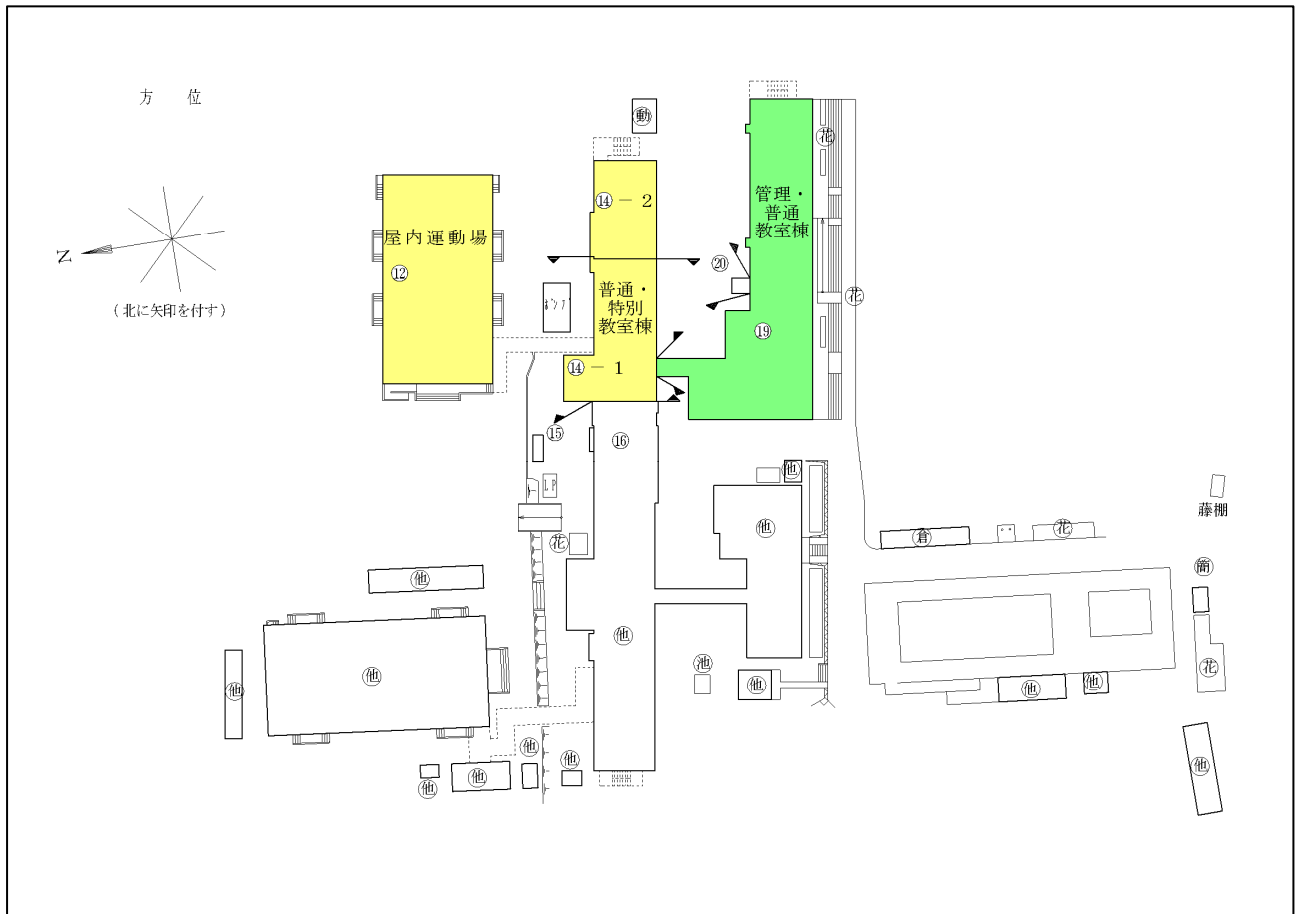 方 位
N
(北に矢印を付す)
動
花
屋内運動場
⑫
⑭－2
管理・
普通
教室棟
⑳
花
ポンプ
普通・
特別
教室棟
⑲
⑭－1
⑮
⑯
LP
他
花
他
倉
花
藤棚
簡
他
他
他
他
池
他
他
他
花
他
他
他
他
他